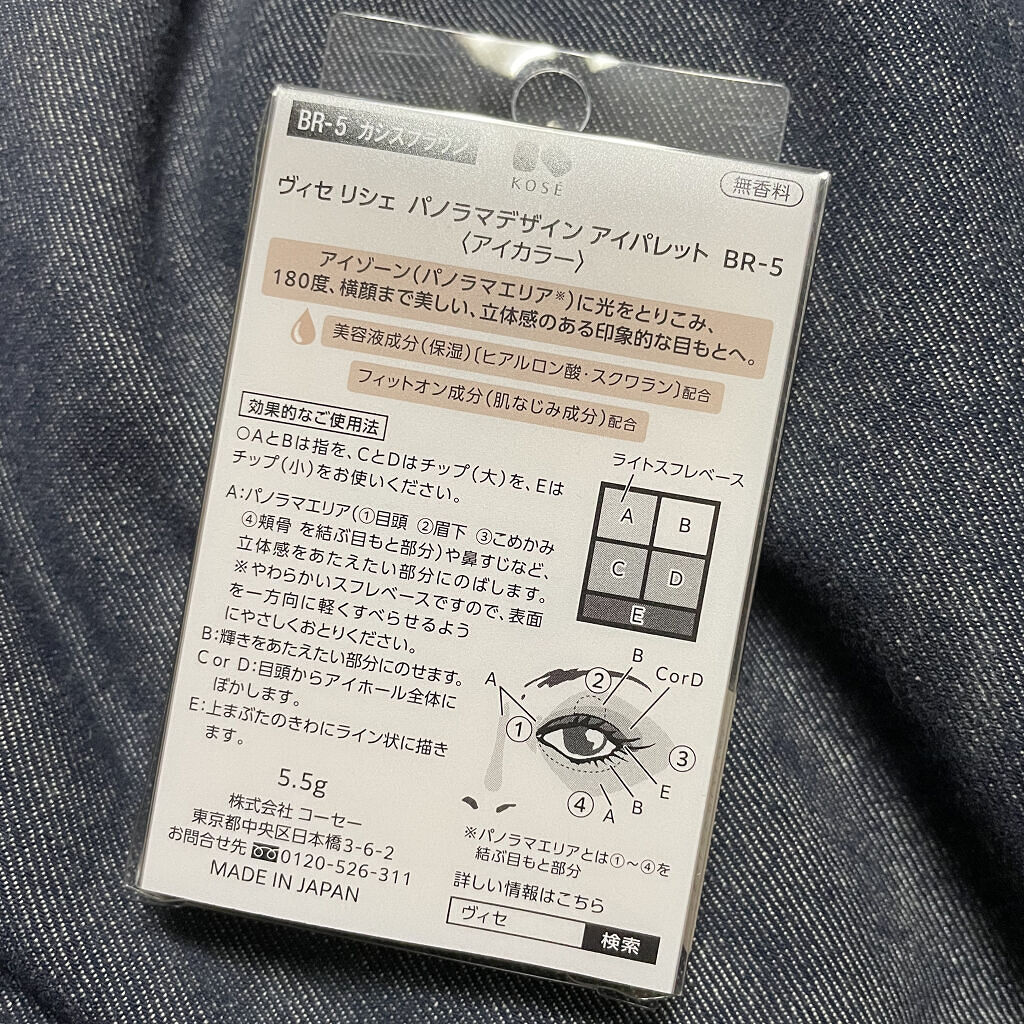 BR-5 カシスブラウン
KOSÉ
無香料
ヴィセ リシェ パノラマデザイン アイパレット BR-5
〈アイカラー〉
アイゾーン(パノラマエリア※)に光をとりこみ、
180度、横顔まで美しい、立体感のある印象的な目もとへ。
美容液成分(保湿)〔ヒアルロン酸・スクワラン〕配合
フィットオン成分(肌なじみ成分)配合
効果的なご使用法
○AとBは指を、CとDはチップ(大)を、Eは
チップ(小)をお使いください。
A:パノラマエリア(①目頭 ②眉下 ③こめかみ
④頬骨 を結ぶ目もと部分)や鼻すじなど、
立体感をあたえたい部分にのばします。
※やわらかいスフレベースですので、表面
を一方向に軽くすべらせるよう
にやさしくおとりください。
B:輝きをあたえたい部分にのせます。
C or D:目頭からアイホール全体に
ぼかします。
E:上まぶたのきわにライン状に描き
ます。
ライトスフレベース
A B
C D
E
B CorD
A ②
①
③
E
B
④ A
※パノラマエリアとは①～④を
結ぶ目もと部分
5.5g
株式会社 コーセー
東京都中央区日本橋3-6-2
お問合せ先 0120-526-311
MADE IN JAPAN
詳しい情報はこちら
ヴィセ 検索